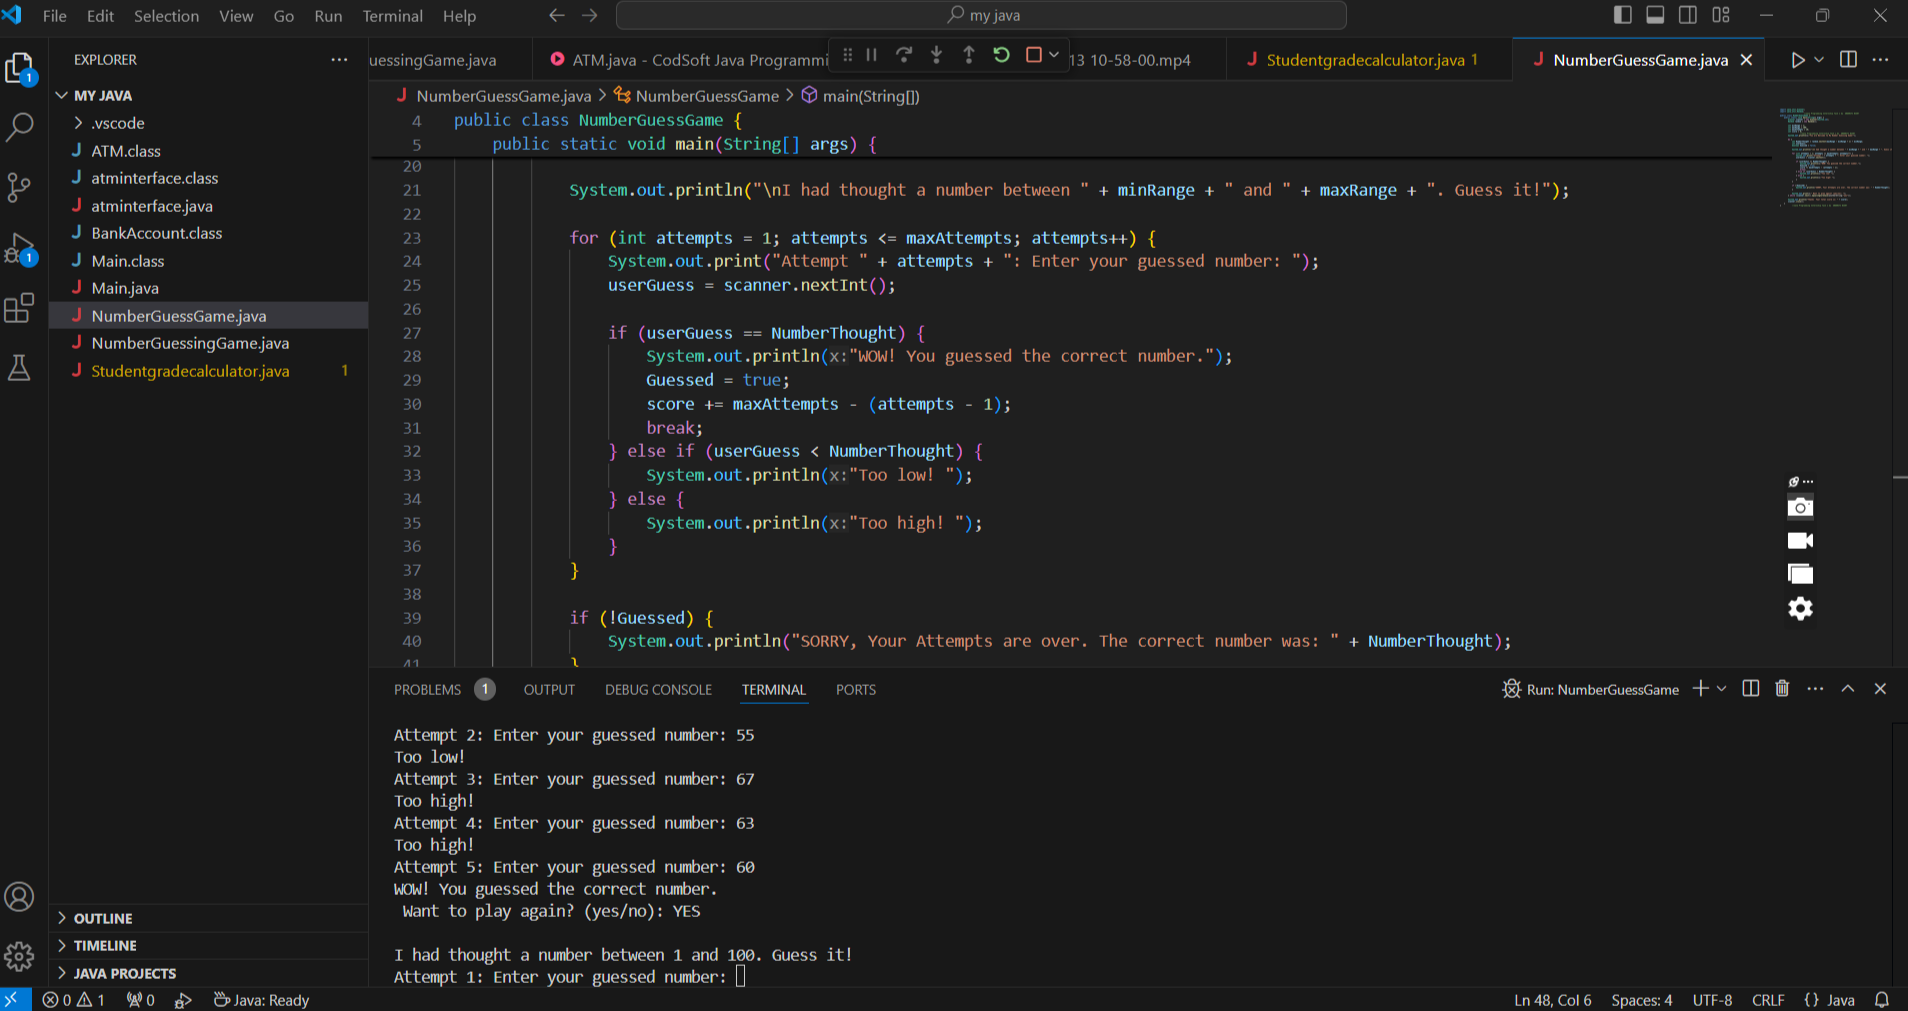 File Edit Selection View Go Run Terminal Help
my java
EXPLORER
MY JAVA
.vscode
ATM.class
atminterface.class
atminterface.java
BankAccount.class
Main.class
Main.java
NumberGuessGame.java
NumberGuessingGame.java
Studentgradecalculator.java 1
OUTLINE
TIMELINE
JAVA PROJECTS
uessingGame.java ATM.java - CodSoft Java Programmi 13 10-58-00.mp4 Studentgradecalculator.java 1 NumberGuessGame.java
NumberGuessGame.java > NumberGuessGame > main(String[])
4 public class NumberGuessGame {
5 public static void main(String[] args) {
20
21 System.out.println("\nI had thought a number between " + minRange + " and " + maxRange + ". Guess it!");
22
23 for (int attempts = 1; attempts <= maxAttempts; attempts++) {
24 System.out.print("Attempt " + attempts + ": Enter your guessed number: ");
25 userGuess = scanner.nextInt();
26
27 if (userGuess == NumberThought) {
28 System.out.println(x:"WOW! You guessed the correct number.");
29 Guessed = true;
30 score += maxAttempts - (attempts - 1);
31 break;
32 } else if (userGuess < NumberThought) {
33 System.out.println(x:"Too low! ");
34 } else {
35 System.out.println(x:"Too high! ");
36 }
37 }
38
39 if (!Guessed) {
40 System.out.println("SORRY, Your Attempts are over. The correct number was: " + NumberThought);
41 }
PROBLEMS 1 OUTPUT DEBUG CONSOLE TERMINAL PORTS
Run: NumberGuessGame
Attempt 2: Enter your guessed number: 55
Too low!
Attempt 3: Enter your guessed number: 67
Too high!
Attempt 4: Enter your guessed number: 63
Too high!
Attempt 5: Enter your guessed number: 60
WOW! You guessed the correct number.
Want to play again? (yes/no): YES
I had thought a number between 1 and 100. Guess it!
Attempt 1: Enter your guessed number:
0 1 0 Java: Ready
Ln 48, Col 6 Spaces: 4 UTF-8 CRLF {} Java